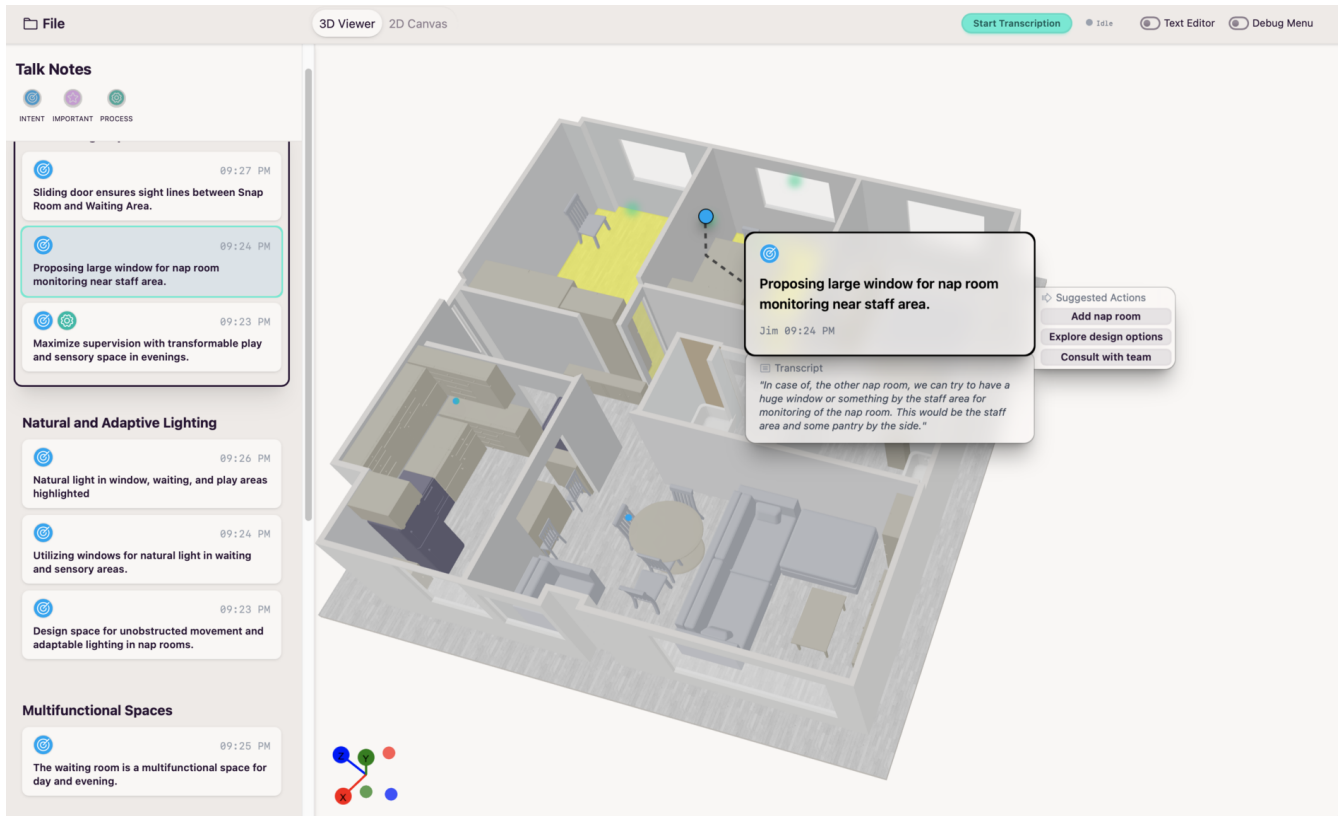 File
3D Viewer
2D Canvas
Start Transcription
Idle
Text Editor
Debug Menu
Talk Notes
INTENT
IMPORTANT
PROCESS
09:27 PM
Sliding door ensures sight lines between Snap
Room and Waiting Area.
09:24 PM
Proposing large window for nap room
monitoring near staff area.
09:23 PM
Maximize supervision with transformable play
and sensory space in evenings.
Natural and Adaptive Lighting
09:26 PM
Natural light in window, waiting, and play areas
highlighted
09:24 PM
Utilizing windows for natural light in waiting
and sensory areas.
09:23 PM
Design space for unobstructed movement and
adaptable lighting in nap rooms.
Multifunctional Spaces
09:25 PM
The waiting room is a multifunctional space for
day and evening.
Proposing large window for nap room
monitoring near staff area.
Jim 09:24 PM
Transcript
"In case of, the other nap room, we can try to have a
huge window or something by the staff area for
monitoring of the nap room. This would be the staff
area and some pantry by the side."
Suggested Actions
Add nap room
Explore design options
Consult with team
Z
Y
X